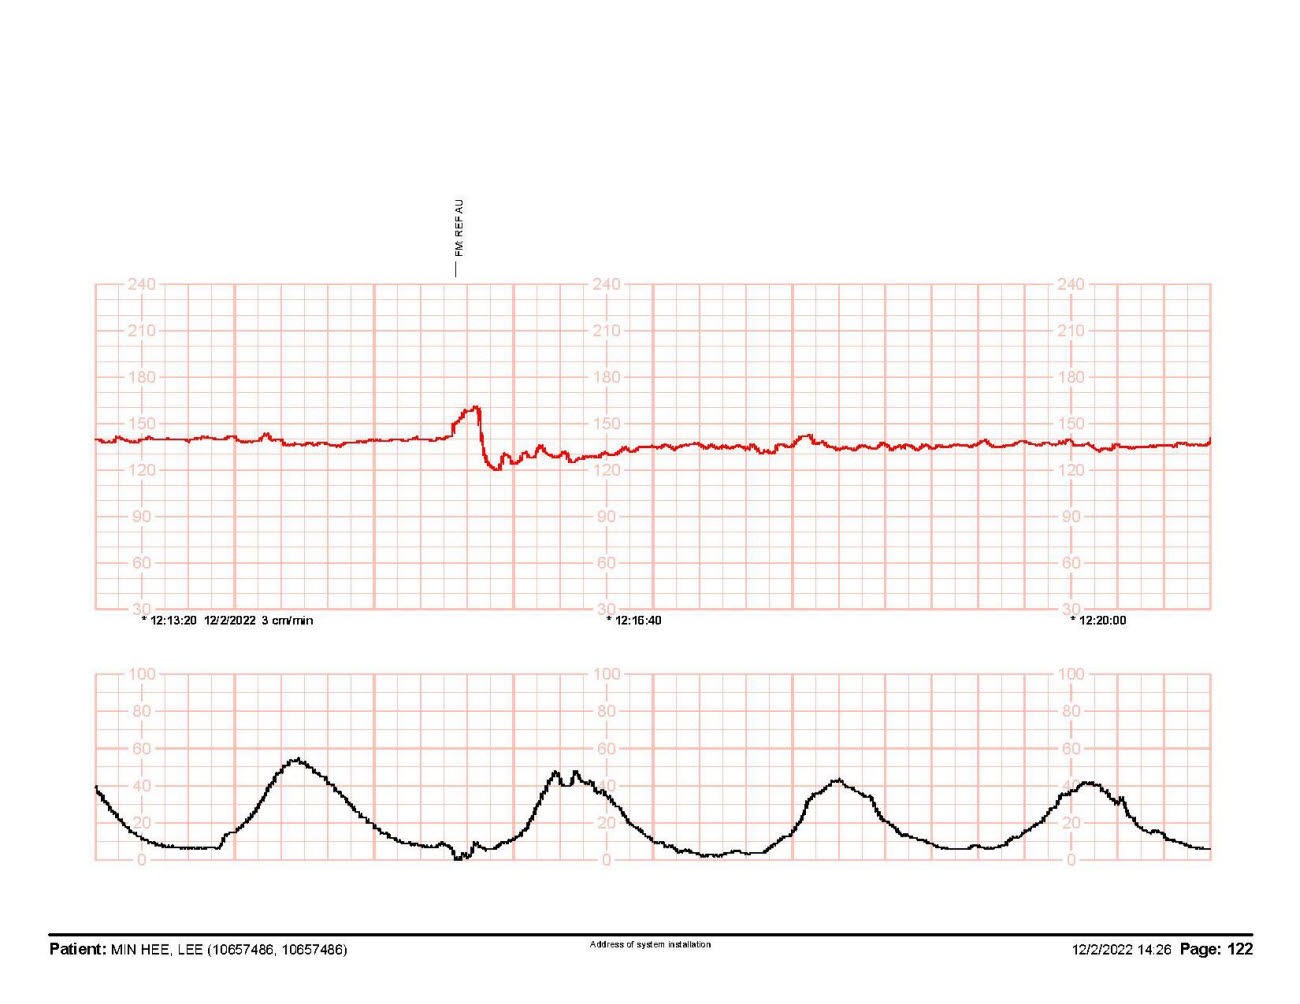 FM: REF AU
240 240 240
210 210 210
180 180 180
150 150 150
120 120 120
90 90 90
60 60 60
30 30 30
* 12:13:20 12/2/2022 3 cm/min * 12:16:40 * 12:20:00
100 100 100
80 80 80
60 60 60
40 40 40
20 20 20
0 0 0
Patient: MIN HEE, LEE (10657486, 10657486) Address of system installation 12/2/2022 14:26 Page: 122